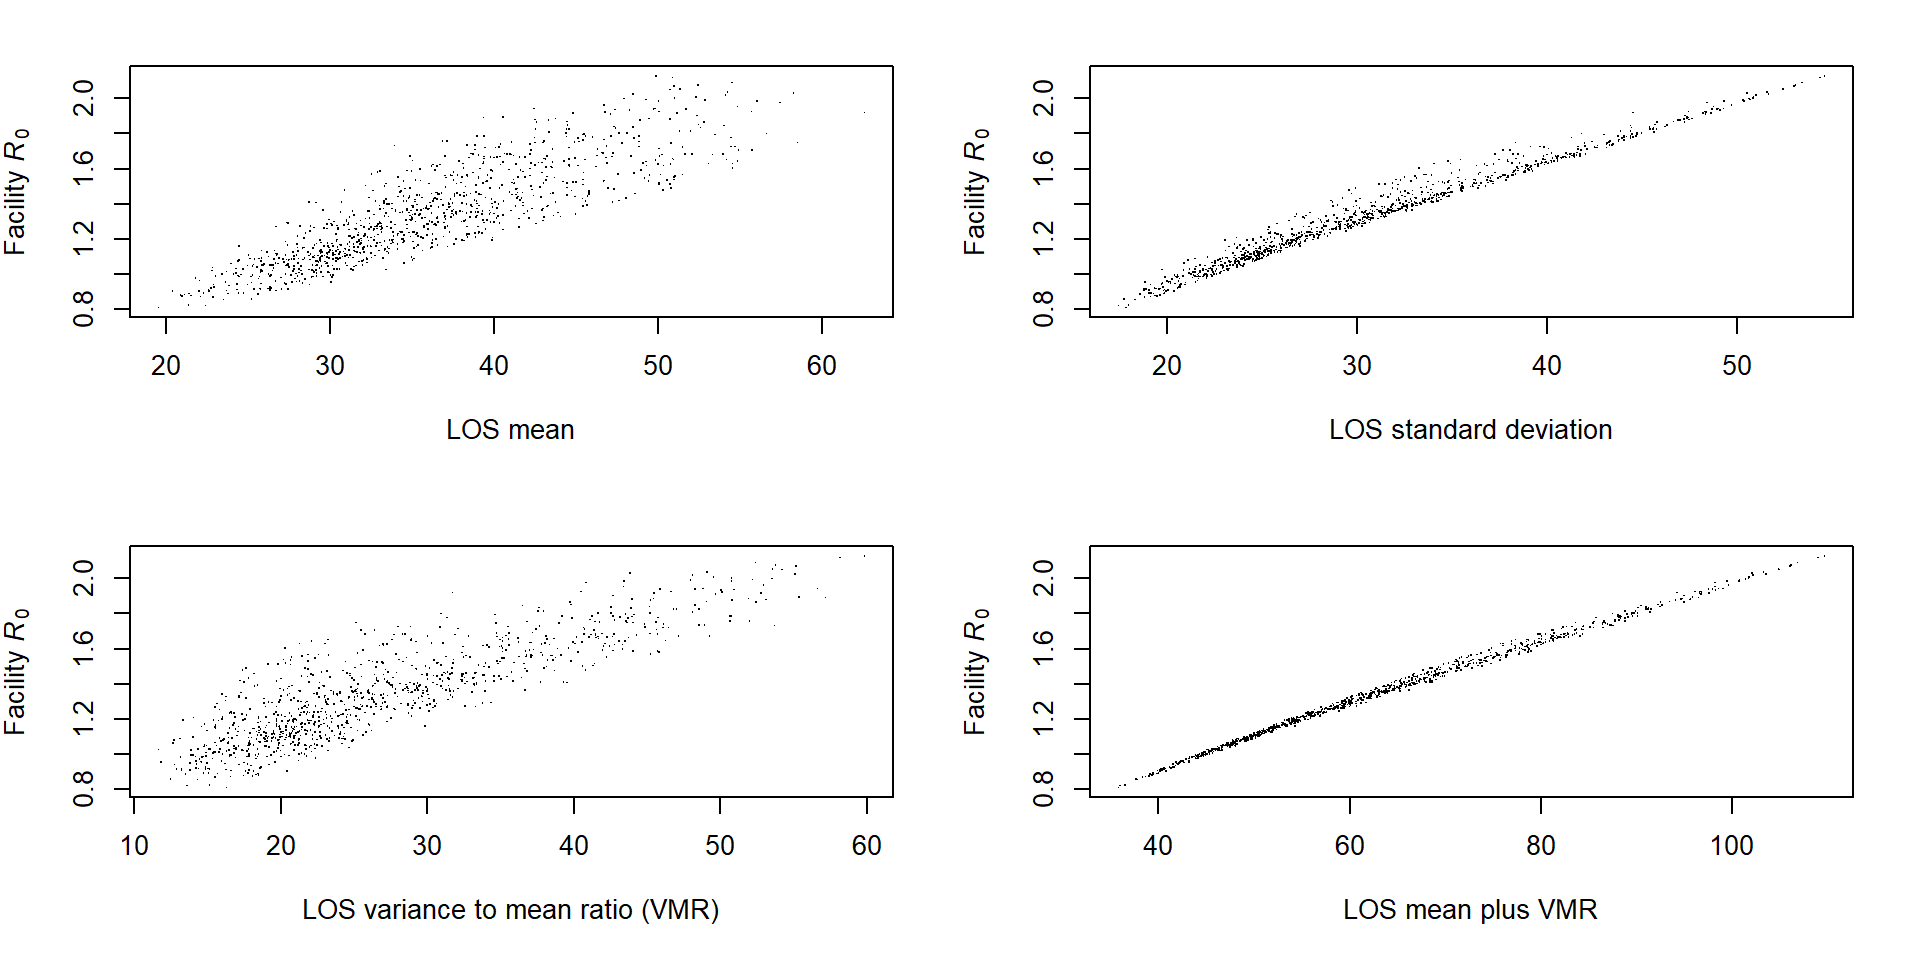 Facility R0
2.0
1.6
1.2
0.8
20 30 40 50 60
LOS mean
Facility R0
2.0
1.6
1.2
0.8
20 30 40 50
LOS standard deviation
Facility R0
2.0
1.6
1.2
0.8
10 20 30 40 50 60
LOS variance to mean ratio (VMR)
Facility R0
2.0
1.6
1.2
0.8
40 60 80 100
LOS mean plus VMR